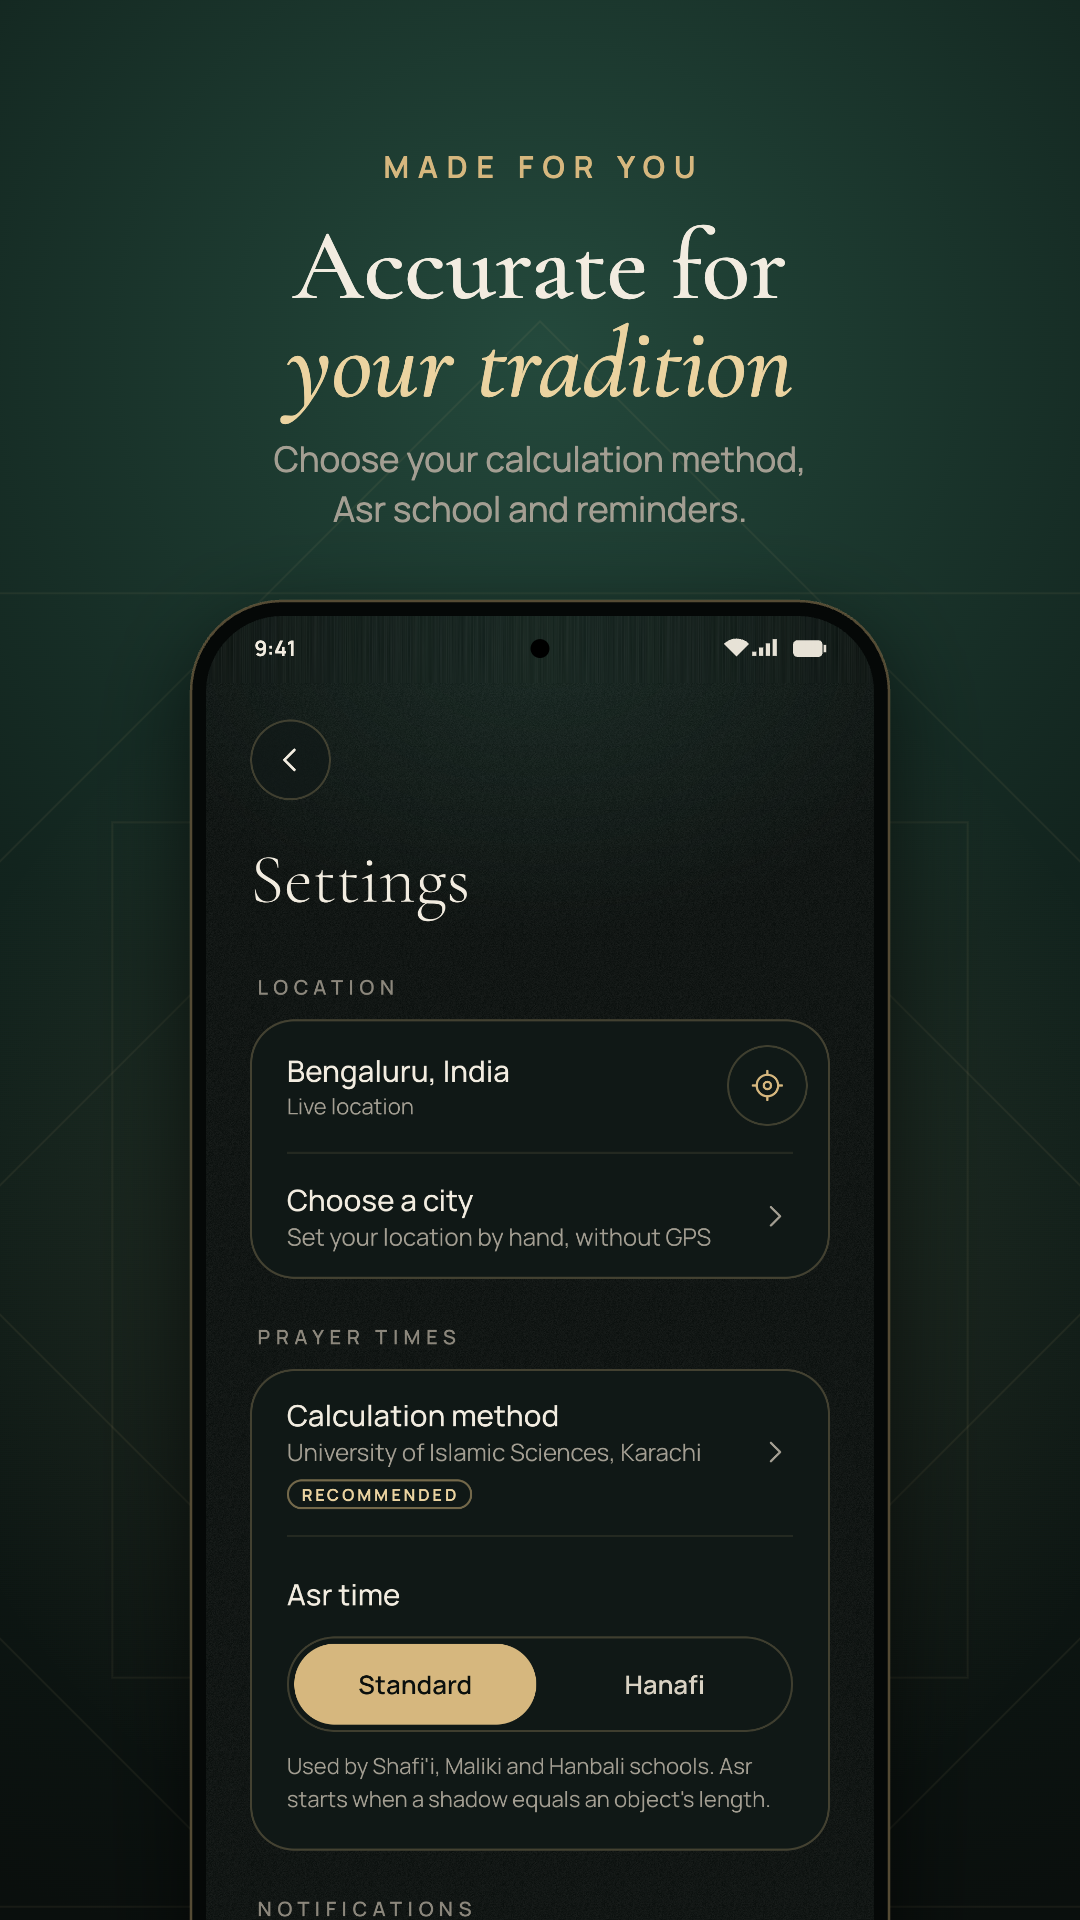 MADE FOR YOU
Accurate for
your tradition
Choose your calculation method,
Asr school and reminders.
9:41
Settings
LOCATION
Bengaluru, India
Live location
Choose a city
Set your location by hand, without GPS
PRAYER TIMES
Calculation method
University of Islamic Sciences, Karachi
RECOMMENDED
Asr time
Standard
Hanafi
Used by Shafi'i, Maliki and Hanbali schools. Asr
starts when a shadow equals an object's length.
NOTIFICATIONS